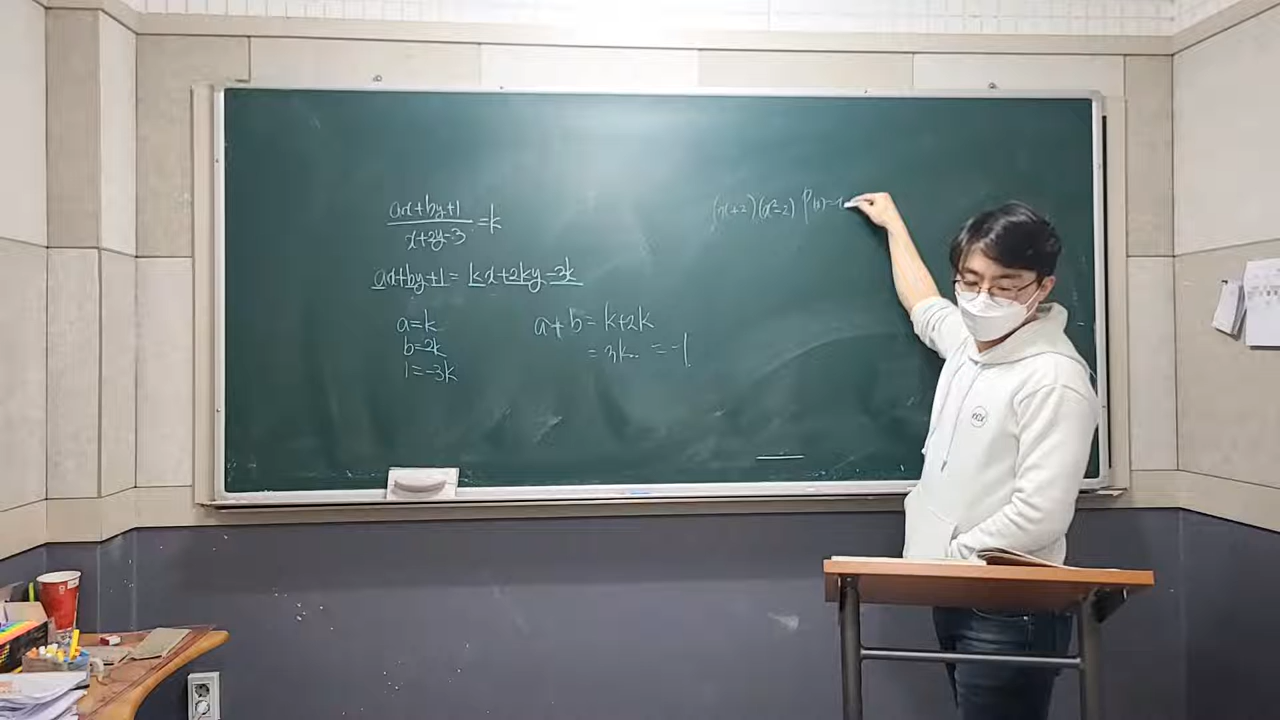 ax+by+1
x+2y-3
=k
ax+by+1=kx+2ky-3k
a=k
b=2k
1=-3k
a+b=k+2k
=3k=-1
(x+2)(x²-2)P(x)=x